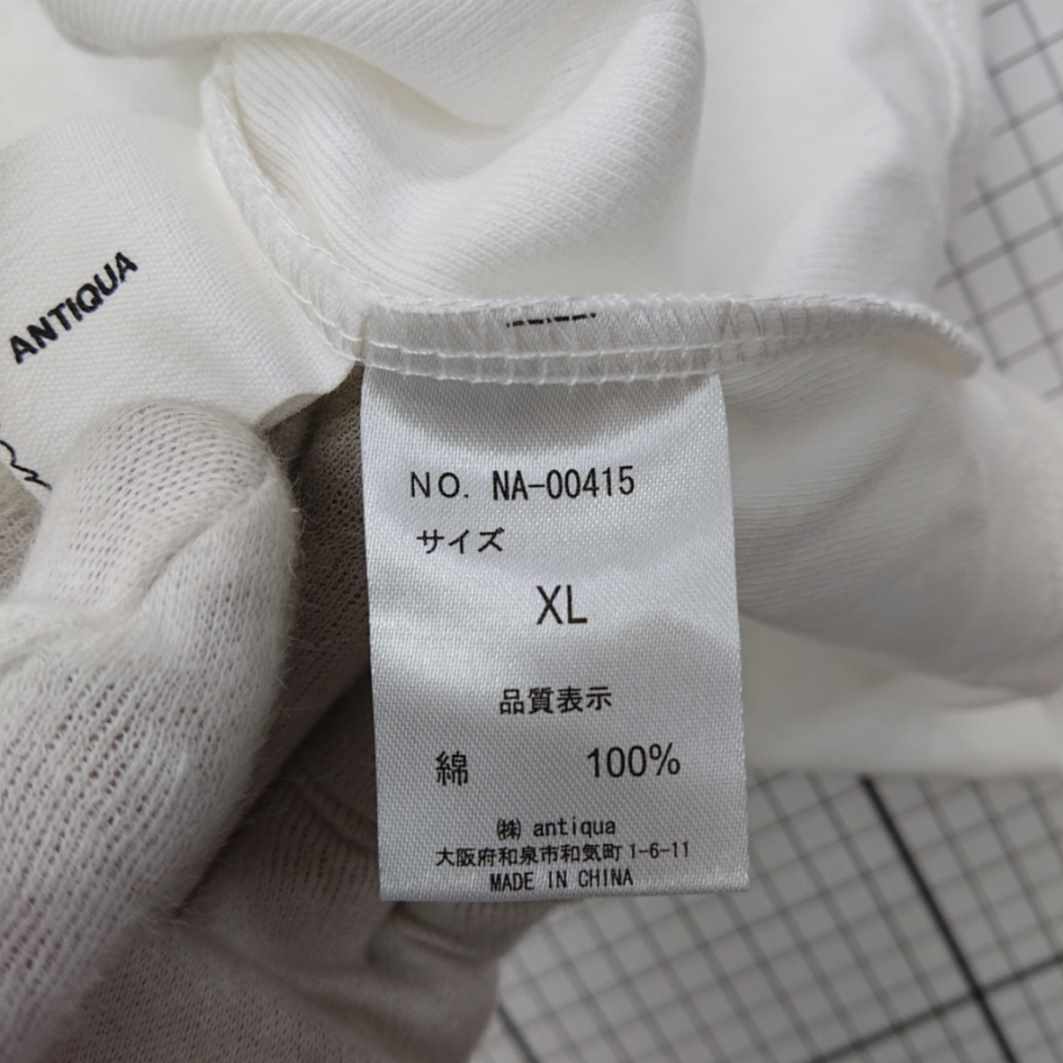 ANTIQUA
NO. NA-00415
サイズ
XL
品質表示
綿 100%
㈱ antiqua
大阪府和泉市和気町1-6-11
MADE IN CHINA